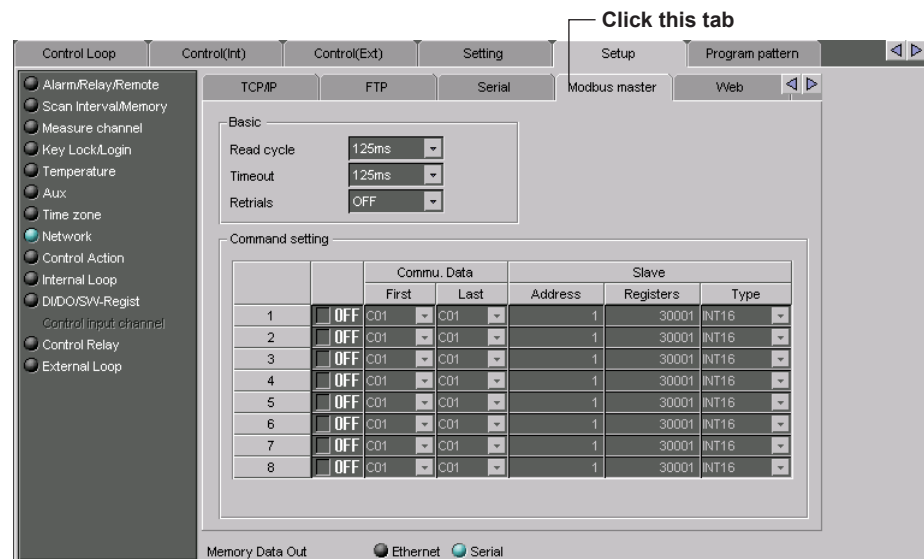 Click this tab
Control Loop Control(Int) Control(Ext) Setting Setup Program pattern
Alarm/Relay/Remote
Scan Interval/Memory
Measure channel
Key Lock/Login
Temperature
Aux
Time zone
Network
Control Action
Internal Loop
DI/DO/SW-Regist
Control input channel
Control Relay
External Loop
TCP/IP FTP Serial Modbus master Web
Basic
Read cycle 125ms
Timeout 125ms
Retrials OFF
Command setting
Commu. Data Slave
First Last Address Registers Type
1 OFF C01 C01 1 30001 INT16
2 OFF C01 C01 1 30001 INT16
3 OFF C01 C01 1 30001 INT16
4 OFF C01 C01 1 30001 INT16
5 OFF C01 C01 1 30001 INT16
6 OFF C01 C01 1 30001 INT16
7 OFF C01 C01 1 30001 INT16
8 OFF C01 C01 1 30001 INT16
Memory Data Out Ethernet Serial